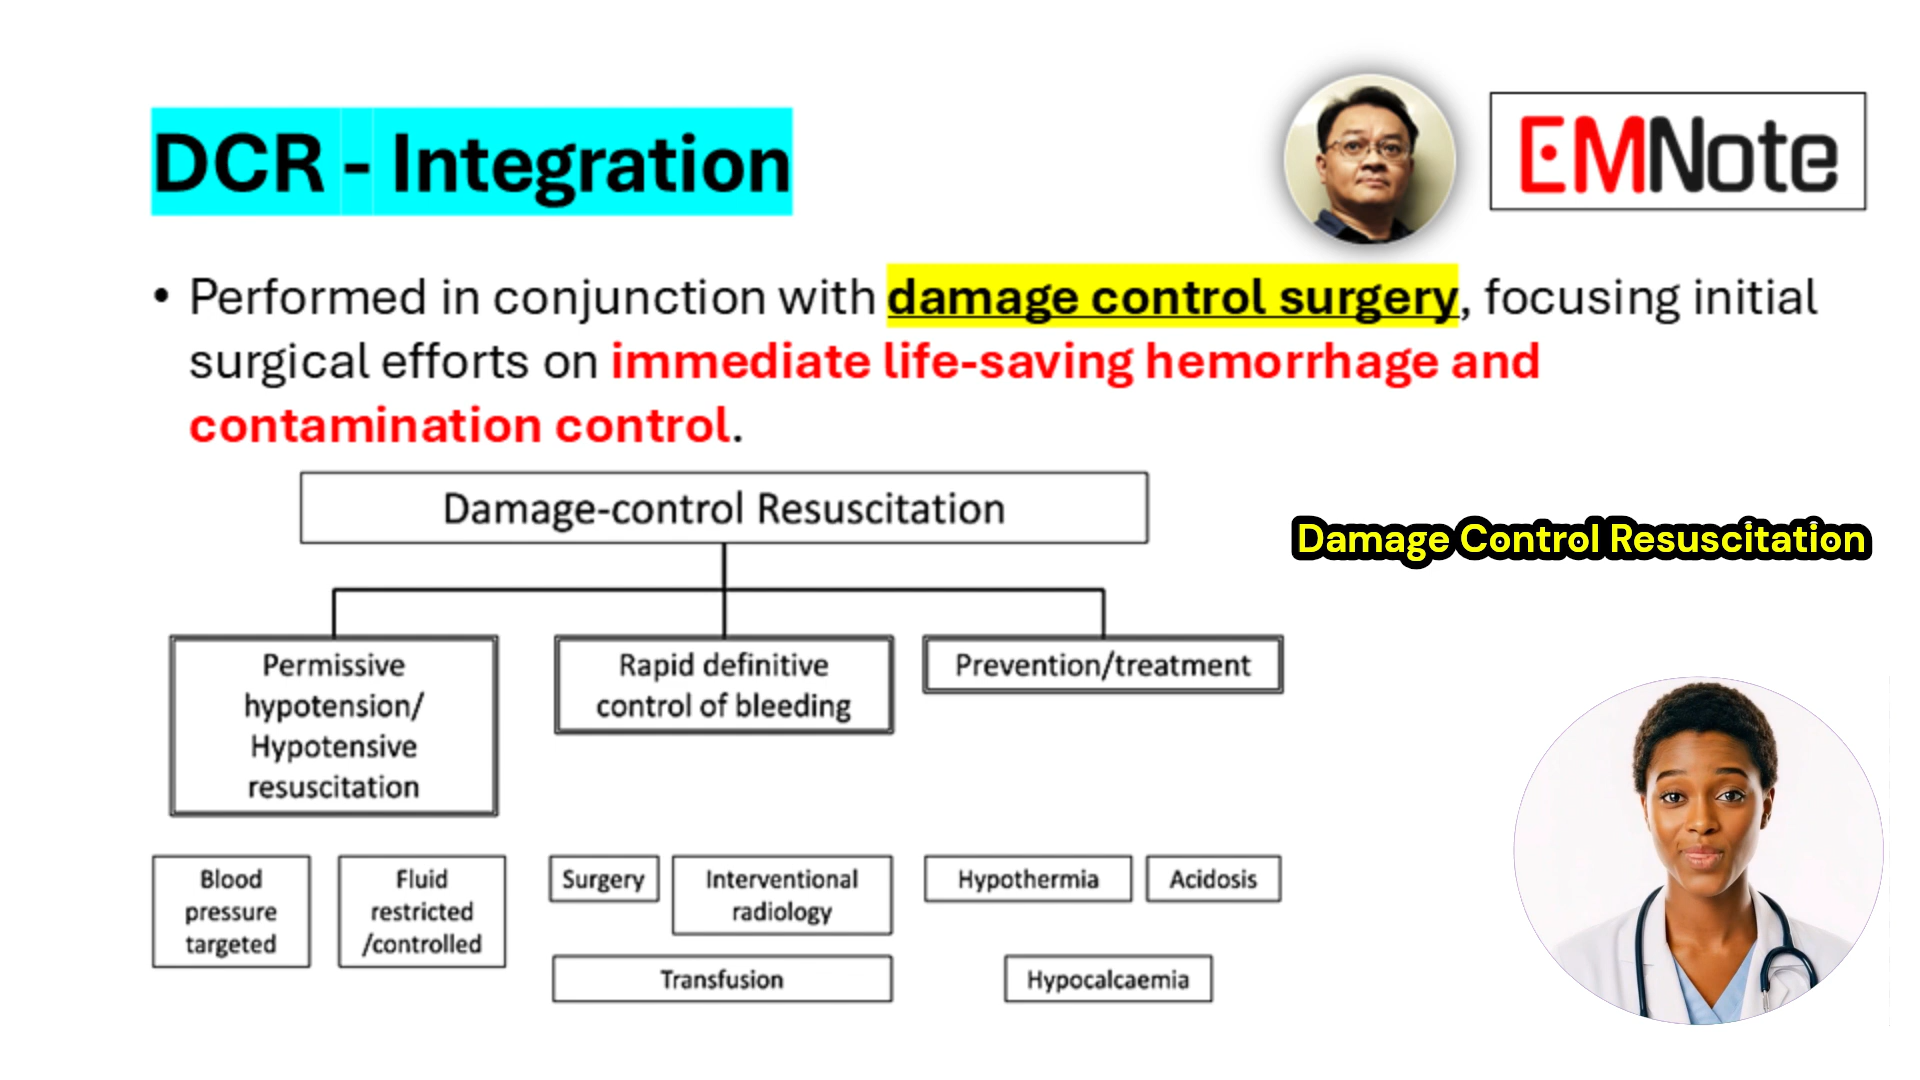 DCR - Integration
EMNote
• Performed in conjunction with damage control surgery, focusing initial
surgical efforts on immediate life-saving hemorrhage and
contamination control.
Damage-control Resuscitation
Damage Control Resuscitation
Permissive
hypotension/
Hypotensive
resuscitation
Rapid definitive
control of bleeding
Prevention/treatment
Blood
pressure
targeted
Fluid
restricted
/controlled
Surgery
Interventional
radiology
Transfusion
Hypothermia
Acidosis
Hypocalcaemia